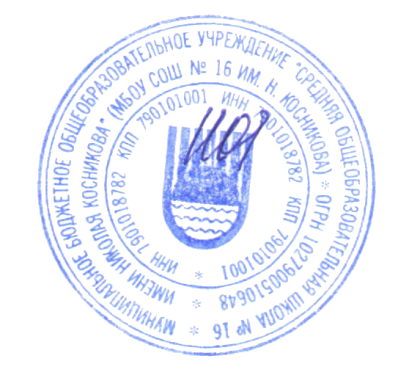 МУНИЦИПАЛЬНОЕ БЮДЖЕТНОЕ ОБЩЕОБРАЗОВАТЕЛЬНОЕ УЧРЕЖДЕНИЕ "СРЕДНЯЯ ОБЩЕОБРАЗОВАТЕЛЬНАЯ ШКОЛА № 16
ИМЕНИ НИКОЛАЯ КОСНИКОВА" (МБОУ СОШ № 16 ИМ. Н. КОСНИКОВА) * ОГРН 1027900510648 *
ИНН 7901018782 КПП 790101001 ИНН 7901018782 КПП 790101001 *